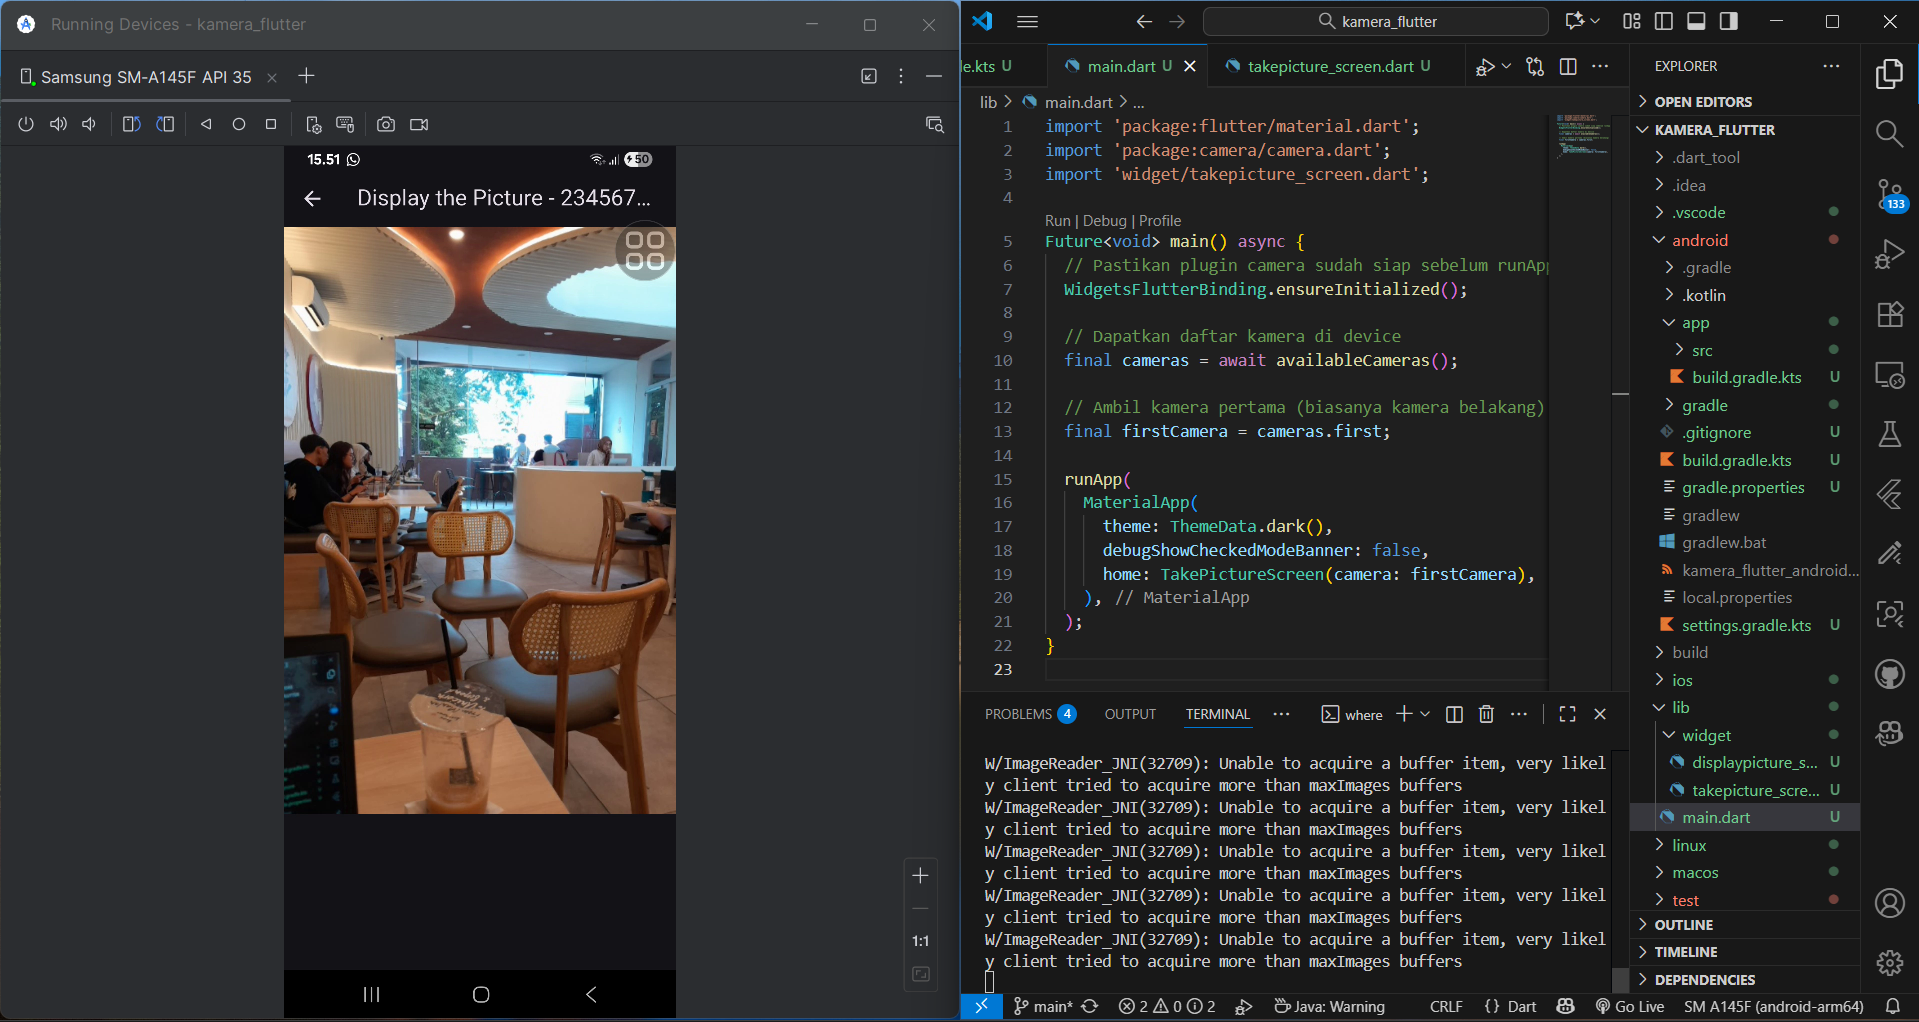 Running Devices - kamera_flutter
Samsung SM-A145F API 35
15.51
50
Display the Picture - 234567...
1:1
kamera_flutter
le.kts U
main.dart U
takepicture_screen.dart U
lib > main.dart > ...
1 import 'package:flutter/material.dart';
2 import 'package:camera/camera.dart';
3 import 'widget/takepicture_screen.dart';
4
Run | Debug | Profile
5 Future<void> main() async {
6 // Pastikan plugin camera sudah siap sebelum runAp
7 WidgetsFlutterBinding.ensureInitialized();
8
9 // Dapatkan daftar kamera di device
10 final cameras = await availableCameras();
11
12 // Ambil kamera pertama (biasanya kamera belakang)
13 final firstCamera = cameras.first;
14
15 runApp(
16 MaterialApp(
17 theme: ThemeData.dark(),
18 debugShowCheckedModeBanner: false,
19 home: TakePictureScreen(camera: firstCamera),
20 ), // MaterialApp
21 );
22 }
23
PROBLEMS 4 OUTPUT TERMINAL ... where
W/ImageReader_JNI(32709): Unable to acquire a buffer item, very likel
y client tried to acquire more than maxImages buffers
W/ImageReader_JNI(32709): Unable to acquire a buffer item, very likel
y client tried to acquire more than maxImages buffers
W/ImageReader_JNI(32709): Unable to acquire a buffer item, very likel
y client tried to acquire more than maxImages buffers
W/ImageReader_JNI(32709): Unable to acquire a buffer item, very likel
y client tried to acquire more than maxImages buffers
W/ImageReader_JNI(32709): Unable to acquire a buffer item, very likel
y client tried to acquire more than maxImages buffers
EXPLORER
OPEN EDITORS
KAMERA_FLUTTER
.dart_tool
.idea
.vscode
android
.gradle
.kotlin
app
src
build.gradle.kts U
gradle
.gitignore U
build.gradle.kts U
gradle.properties U
gradlew
gradlew.bat
kamera_flutter_android...
local.properties
settings.gradle.kts U
build
ios
lib
widget
displaypicture_s... U
takepicture_scre... U
main.dart U
linux
macos
test
OUTLINE
TIMELINE
DEPENDENCIES
133
main* 2 0 2 Java: Warning CRLF {} Dart Go Live SM A145F (android-arm64)